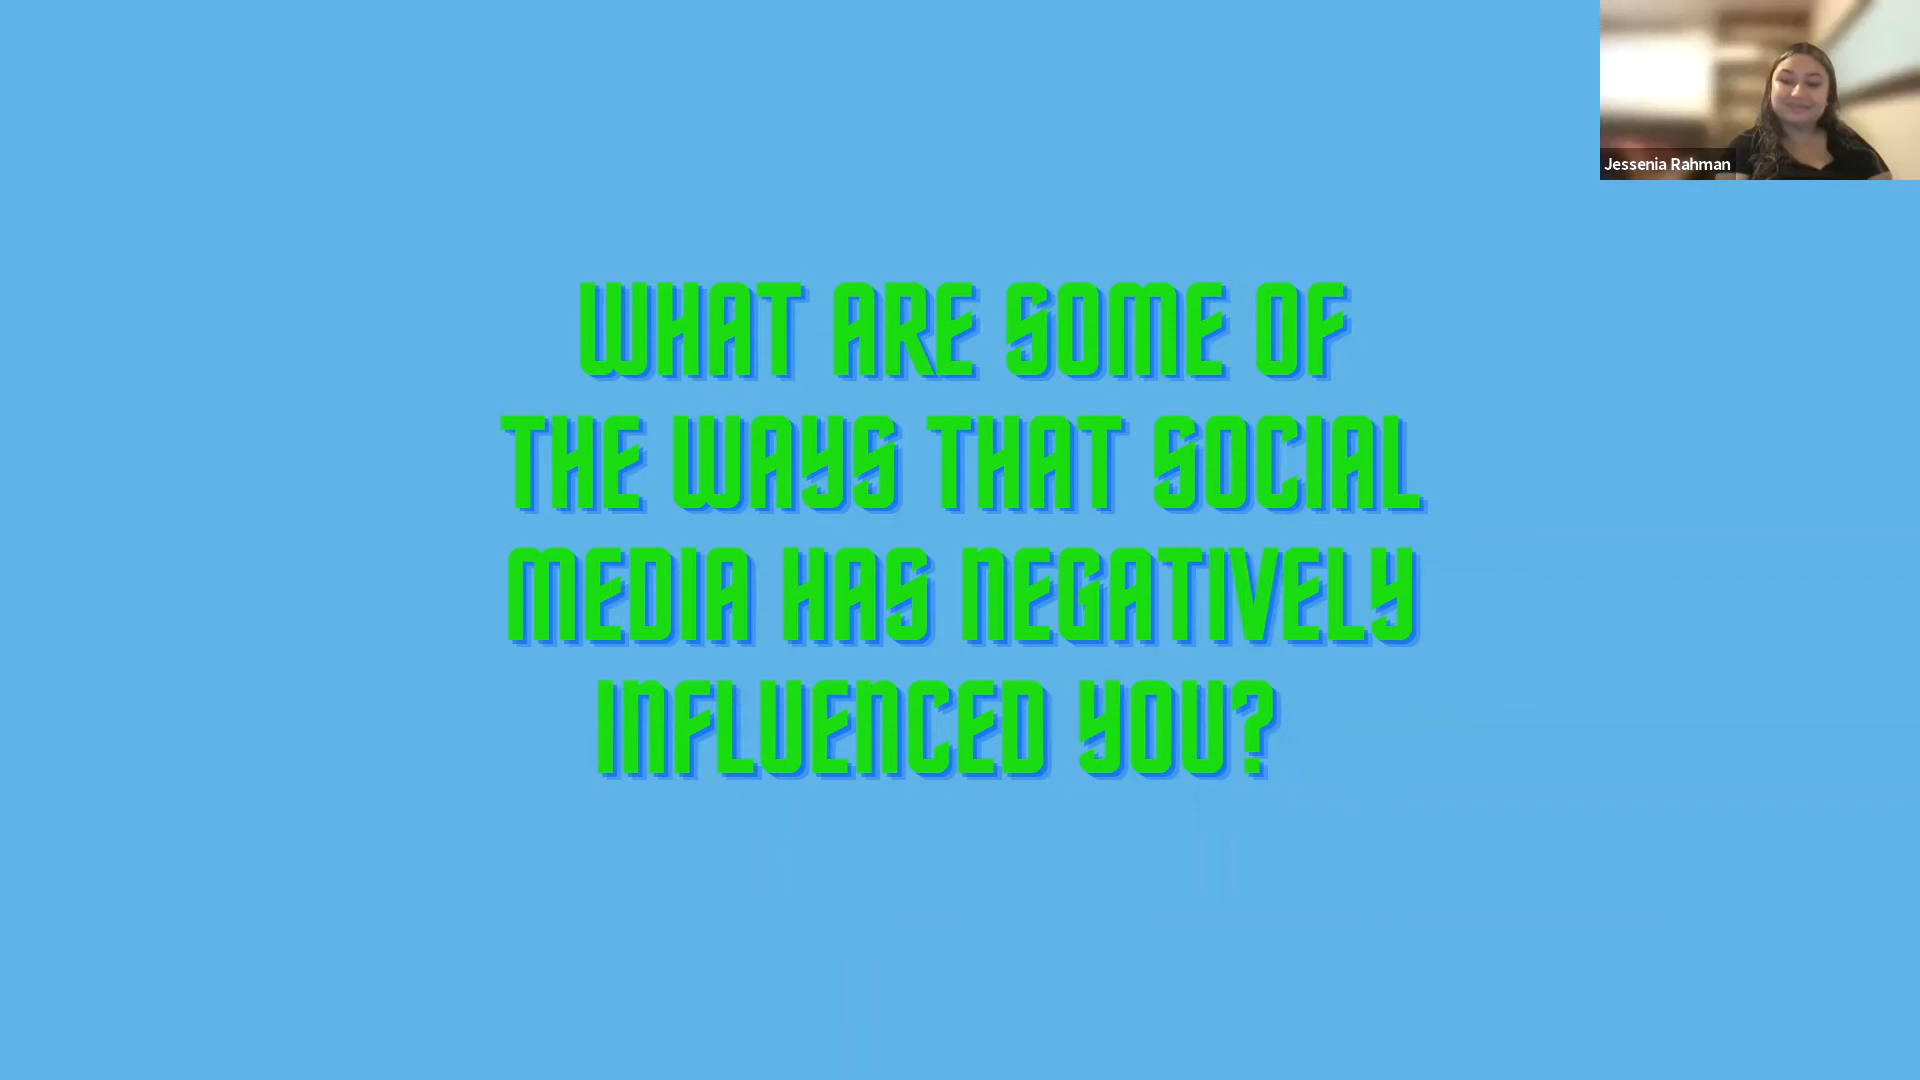 Jessenia Rahman
WHAT ARE SOME OF
THE WAYS THAT SOCIAL
MEDIA HAS NEGATIVELY
INFLUENCED YOU?